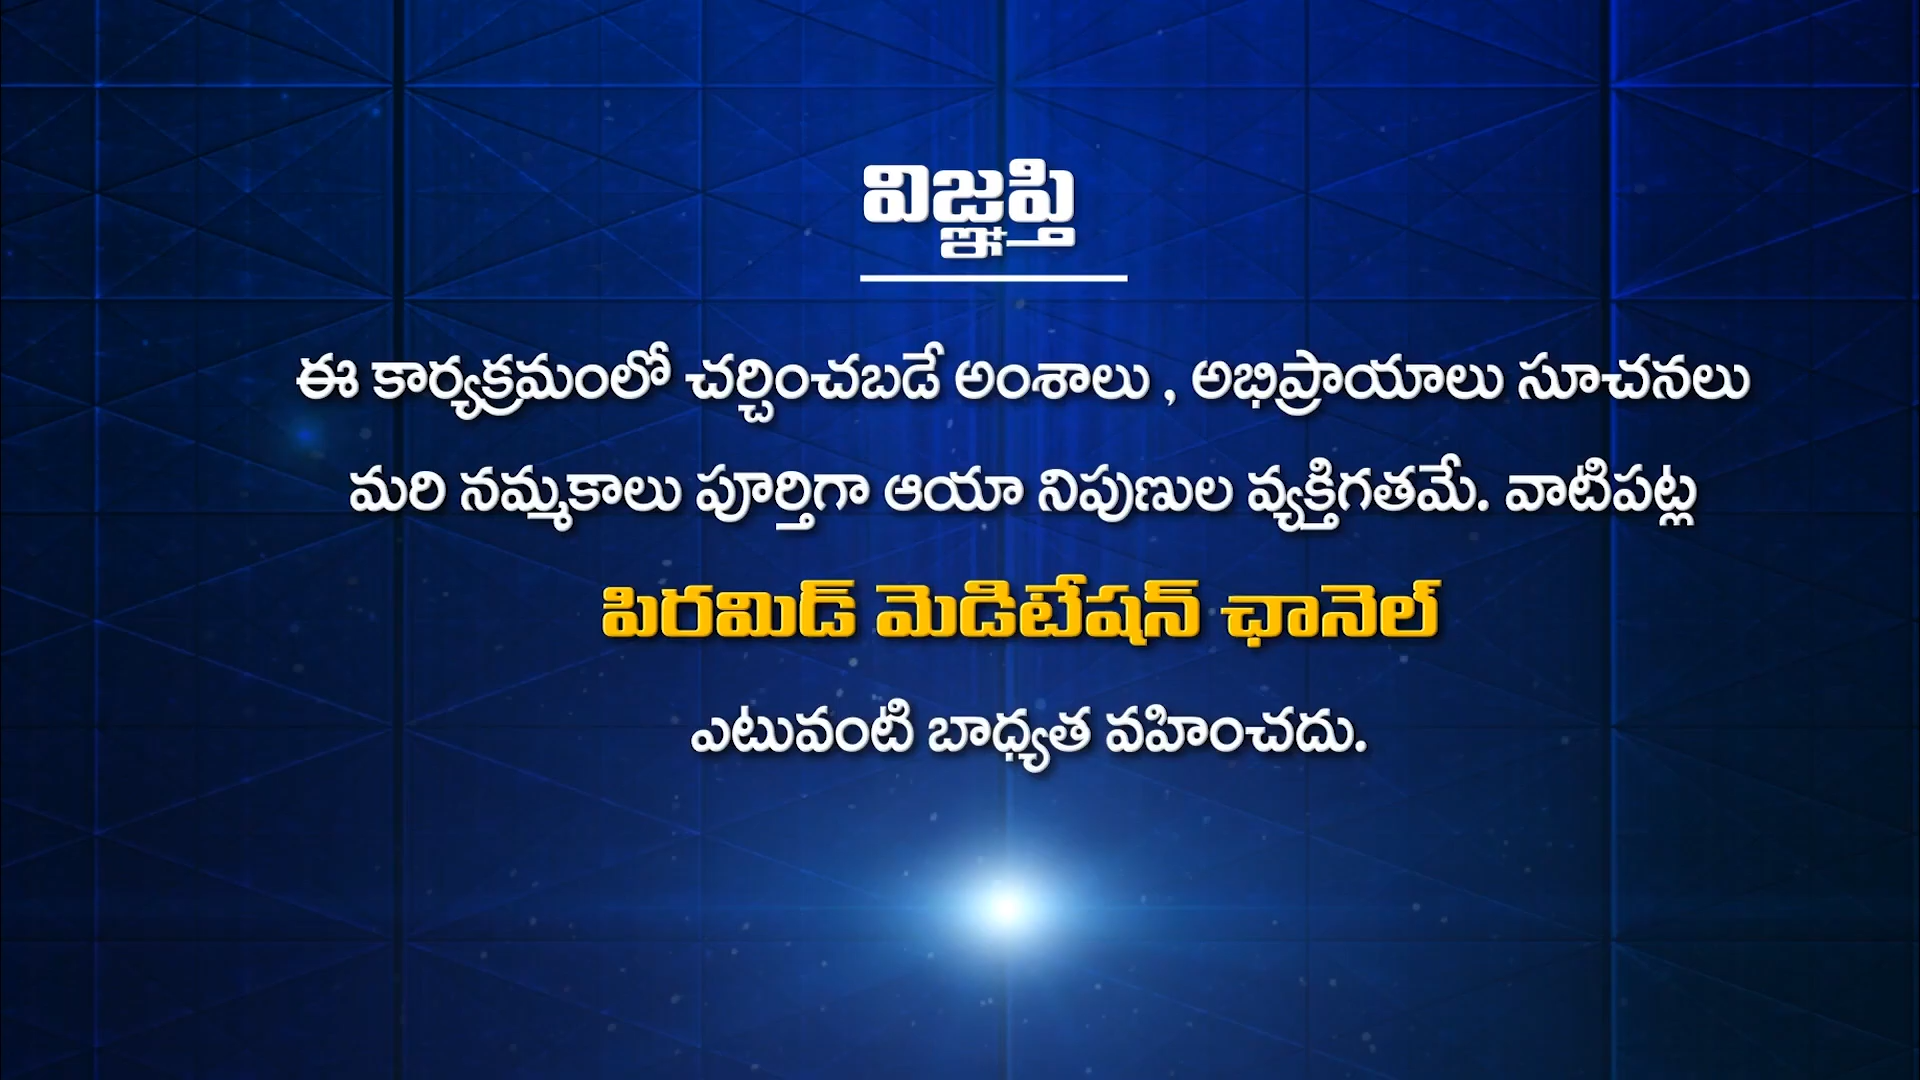 విజ్ఞప్తి
ఈ కార్యక్రమంలో చర్చించబడే అంశాలు , అభిప్రాయాలు సూచనలు
మరి నమ్మకాలు పూర్తిగా ఆయా నిపుణుల వ్యక్తిగతమే. వాటిపట్ల
పిరమిడ్ మెడిటేషన్ ఛానెల్
ఎటువంటి బాధ్యత వహించదు.